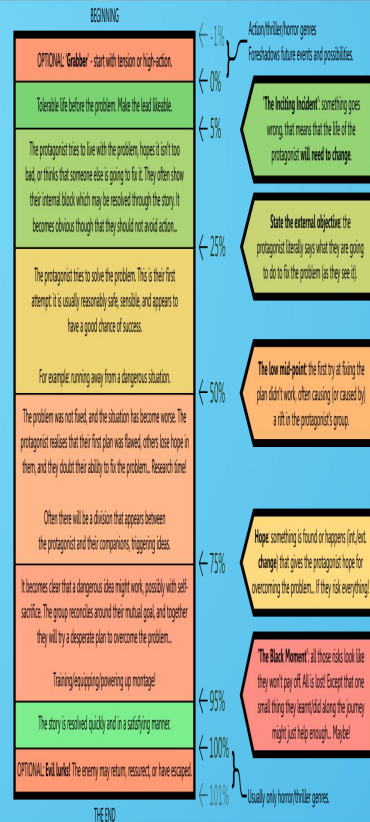 BEGINNING
OPTIONAL: 'Grabber' - start with tension or high-action.
Tolerable life before the problem. Make the lead likeable.
The protagonist tries to live with the problem, hopes it isn't too
bad, or thinks that someone else is going to fix it. They often show
their internal block which may be resolved through the story. It
becomes obvious though that they should not avoid action...
The protagonist tries to solve the problem. This is their first
attempt: it is usually reasonably safe, sensible, and appears to
have a good chance of success.
For example: running away from a dangerous situation.
The problem was not fixed, and the situation has become worse. The
protagonist realises that their first plan was flawed, others lose hope in
them, and they doubt their ability to fix the problem... Research time!
Often there will be a division that appears between
the protagonist and their companions, triggering ideas.
It becomes clear that a dangerous idea might work, possibly with self-
sacrifice. The group reconciles around their mutual goal, and together
they will try a desperate plan to overcome the problem...
Training/equipping/powering up montage!
The story is resolved quickly and in a satisfying manner.
OPTIONAL: Evil lurks! The enemy may return, ressurect, or have escaped.
THE END
-1%
0%
5%
25%
50%
75%
95%
100%
101%
Action/thriller/horror genres
Foreshadows future events and possibilities.
'The Inciting Incident': something goes
wrong, that means that the life of the
protagonist will need to change.
State the external objective: the
protagonist literally says what they are going
to do to fix the problem (as they see it).
The low mid-point: the first try at fixing the
plan didn't work, often causing (or caused by)
a rift in the protagonist's group.
Hope: something is found or happens (int./ext.
change) that gives the protagonist hope for
overcoming the problem... If they risk everything!
'The Black Moment': all those risks look like
they won't pay off. All is lost! Except that one
small thing they learnt/did along the journey
might just help enough... Maybe!
Usually only horror/thriller genres.